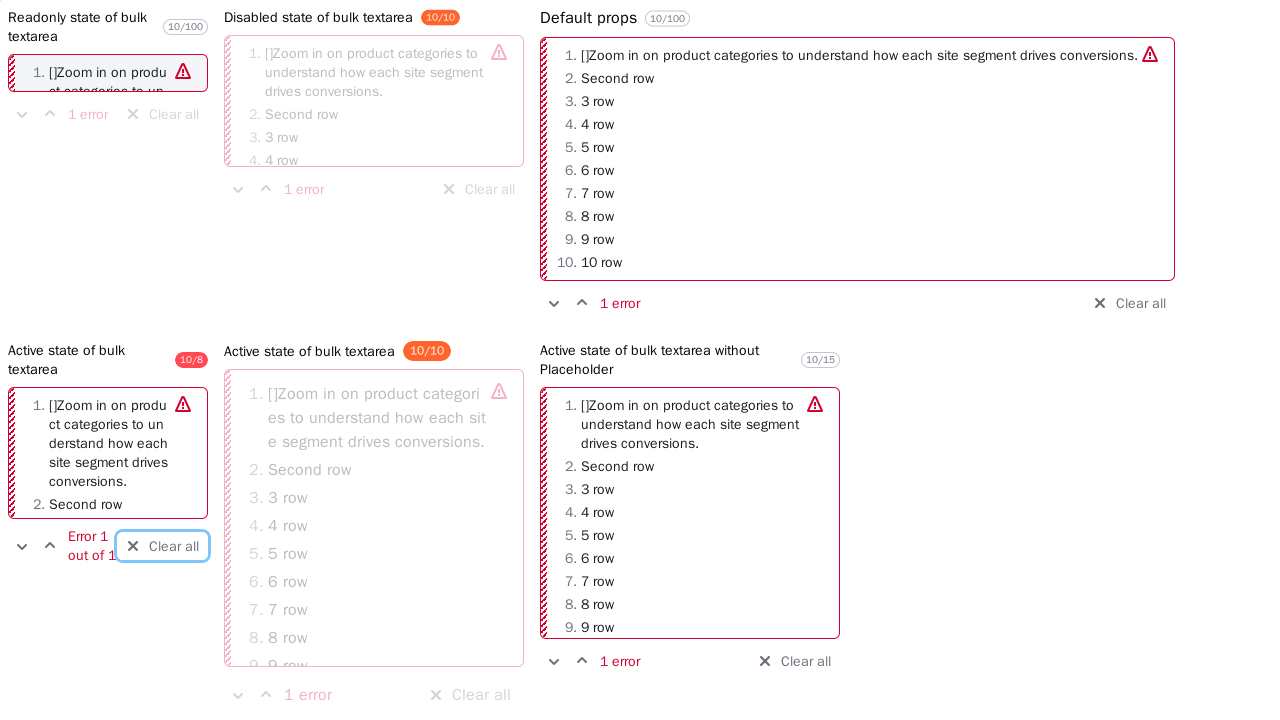 Readonly state of bulk
textarea
10/100
1. []Zoom in on produ
ct categories to un
1 error
Clear all
Disabled state of bulk textarea 10/10
1. []Zoom in on product categories to
understand how each site segment
drives conversions.
2. Second row
3. 3 row
4. 4 row
1 error
Clear all
Default props 10/100
1. []Zoom in on product categories to understand how each site segment drives conversions.
2. Second row
3. 3 row
4. 4 row
5. 5 row
6. 6 row
7. 7 row
8. 8 row
9. 9 row
10. 10 row
1 error
Clear all
Active state of bulk
textarea
10/8
1. []Zoom in on produ
ct categories to un
derstand how each
site segment drives
conversions.
2. Second row
Error 1
out of 1
Clear all
Active state of bulk textarea 10/10
1. []Zoom in on product categori
es to understand how each sit
e segment drives conversions.
2. Second row
3. 3 row
4. 4 row
5. 5 row
6. 6 row
7. 7 row
8. 8 row
9. 9 row
1 error
Clear all
Active state of bulk textarea without
Placeholder
10/15
1. []Zoom in on product categories to
understand how each site segment
drives conversions.
2. Second row
3. 3 row
4. 4 row
5. 5 row
6. 6 row
7. 7 row
8. 8 row
9. 9 row
1 error
Clear all